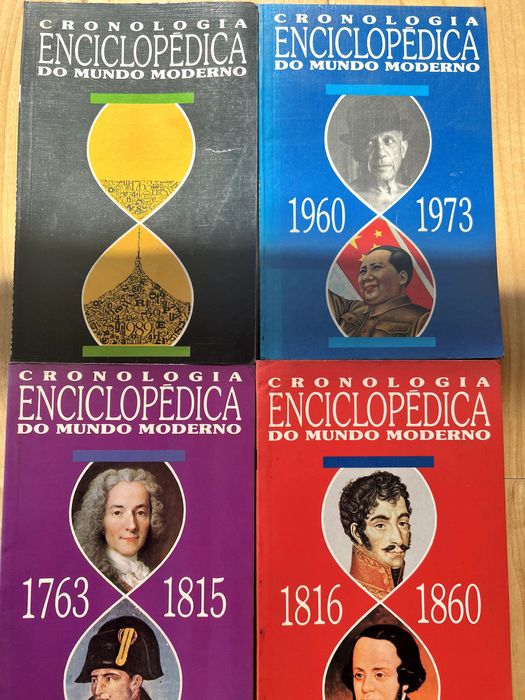 CRONOLOGIA
ENCICLOPÉDICA
DO MUNDO MODERNO
CRONOLOGIA
ENCICLOPÉDICA
DO MUNDO MODERNO
1960 1973
CRONOLOGIA
ENCICLOPÉDICA
DO MUNDO MODERNO
1763 1815
CRONOLOGIA
ENCICLOPÉDICA
DO MUNDO MODERNO
1816 1860